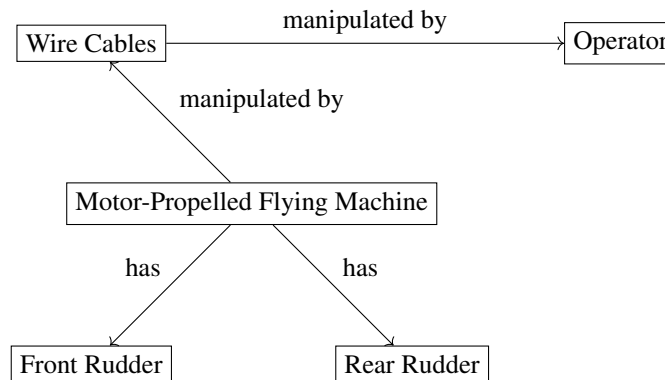 manipulated by
Wire Cables
Operator
manipulated by
Motor-Propelled Flying Machine
has
has
Front Rudder
Rear Rudder